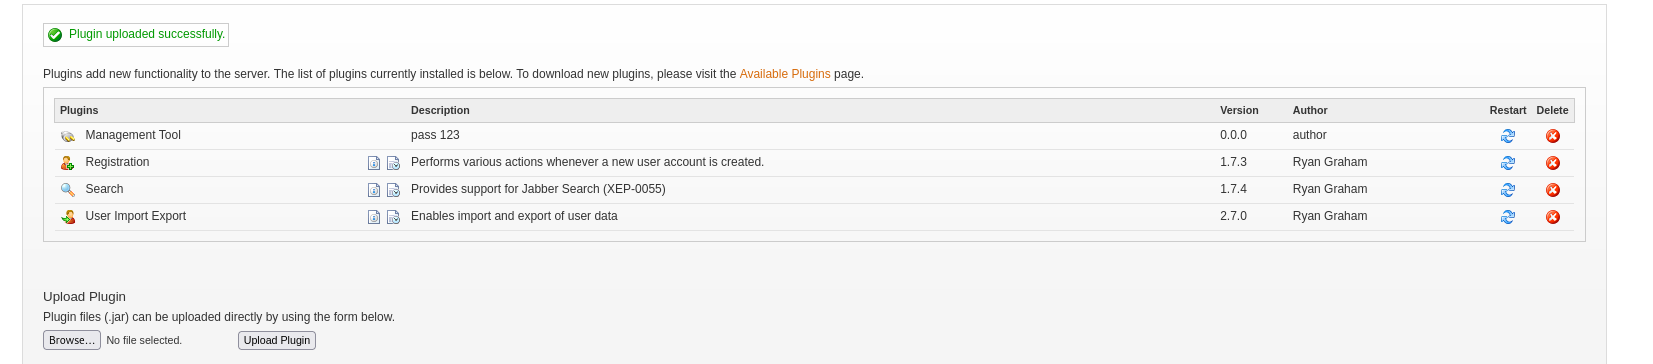 Plugin uploaded successfully.
Plugins add new functionality to the server. The list of plugins currently installed is below. To download new plugins, please visit the Available Plugins page.
Plugins Description Version Author Restart Delete
Management Tool pass 123 0.0.0 author
Registration Performs various actions whenever a new user account is created. 1.7.3 Ryan Graham
Search Provides support for Jabber Search (XEP-0055) 1.7.4 Ryan Graham
User Import Export Enables import and export of user data 2.7.0 Ryan Graham
Upload Plugin
Plugin files (.jar) can be uploaded directly by using the form below.
Browse... No file selected. Upload Plugin